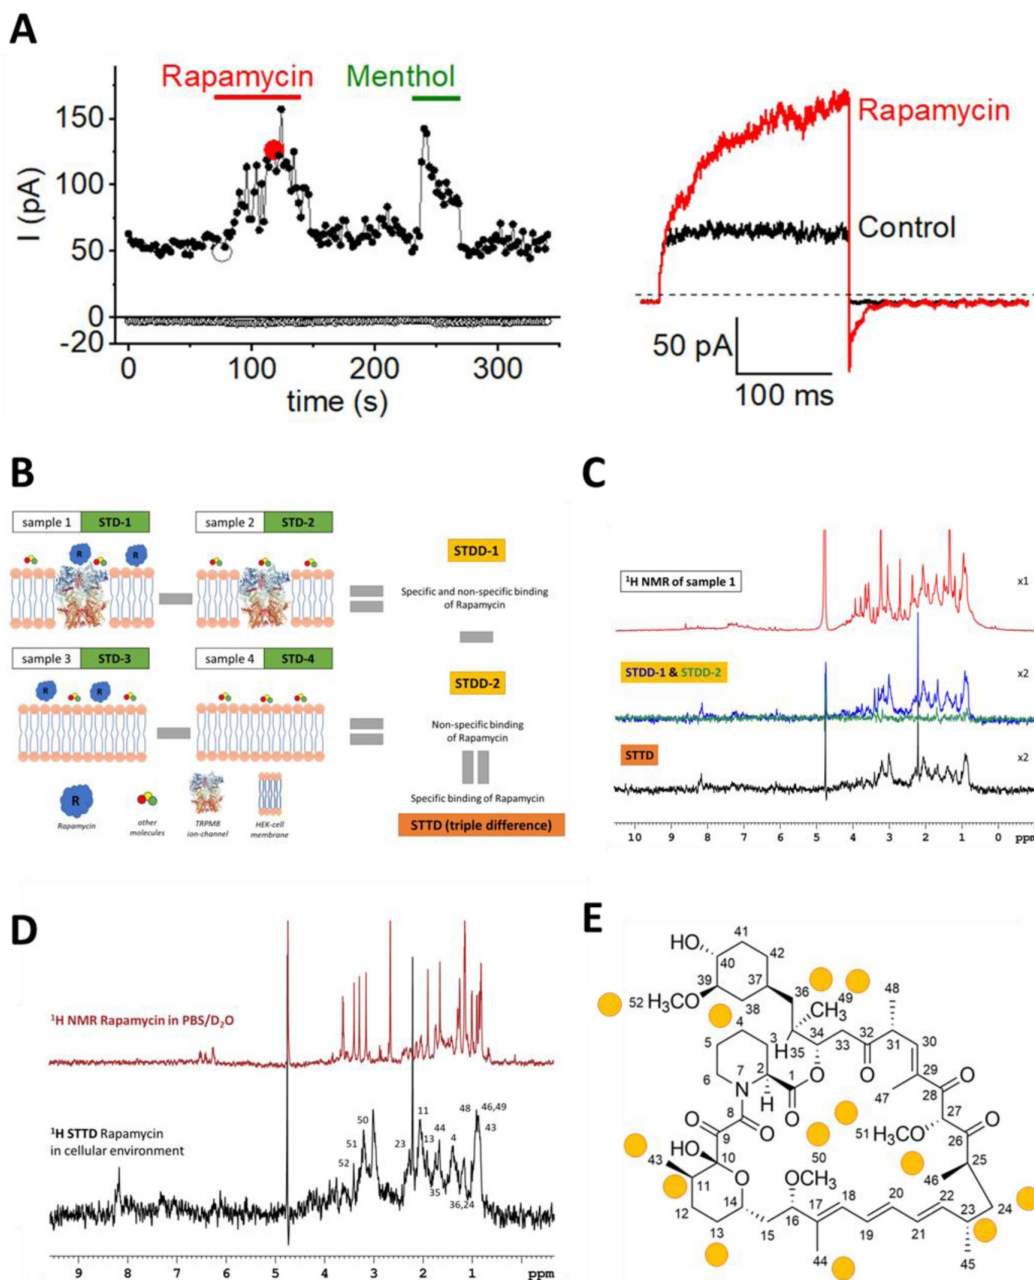 A
Rapamycin
Menthol
150
100
50
0
-20
I (pA)
0 100 200 300
time (s)
Rapamycin
Control
50 pA
100 ms
B
sample 1 STD-1
sample 2 STD-2
R
R
STDD-1
Specific and non-specific binding
of Rapamycin
sample 3 STD-3
sample 4 STD-4
R
R
STDD-2
Non-specific binding
of Rapamycin
Specific binding of Rapamycin
STTD (triple difference)
R
Rapamycin
other
molecules
TRPM8
ion-channel
HEK-cell
membrane
C
¹H NMR of sample 1
x1
STDD-1 & STDD-2
x2
STTD
x2
10 9 8 7 6 5 4 3 2 1 0 ppm
D
¹H NMR Rapamycin in PBS/D₂O
¹H STTD Rapamycin
in cellular environment
52
51
50
23
11
13
35
44
4
36,24
48
46,49
43
9 8 7 6 5 4 3 2 1 ppm
E
41
HO
40
42
39
37
52 H3CO
38
36
CH3
49
48
4
5
3
H
35
34
33
32
O
31
30
6
7
N
2
H
1
O
O
29
47
28
O
8
O
O
9
27
51 H3CO
O
26
HO
10
43
11
O
50
OCH3
46
25
12
13
14
15
16
17
18
19
20
21
22
23
24
44
45